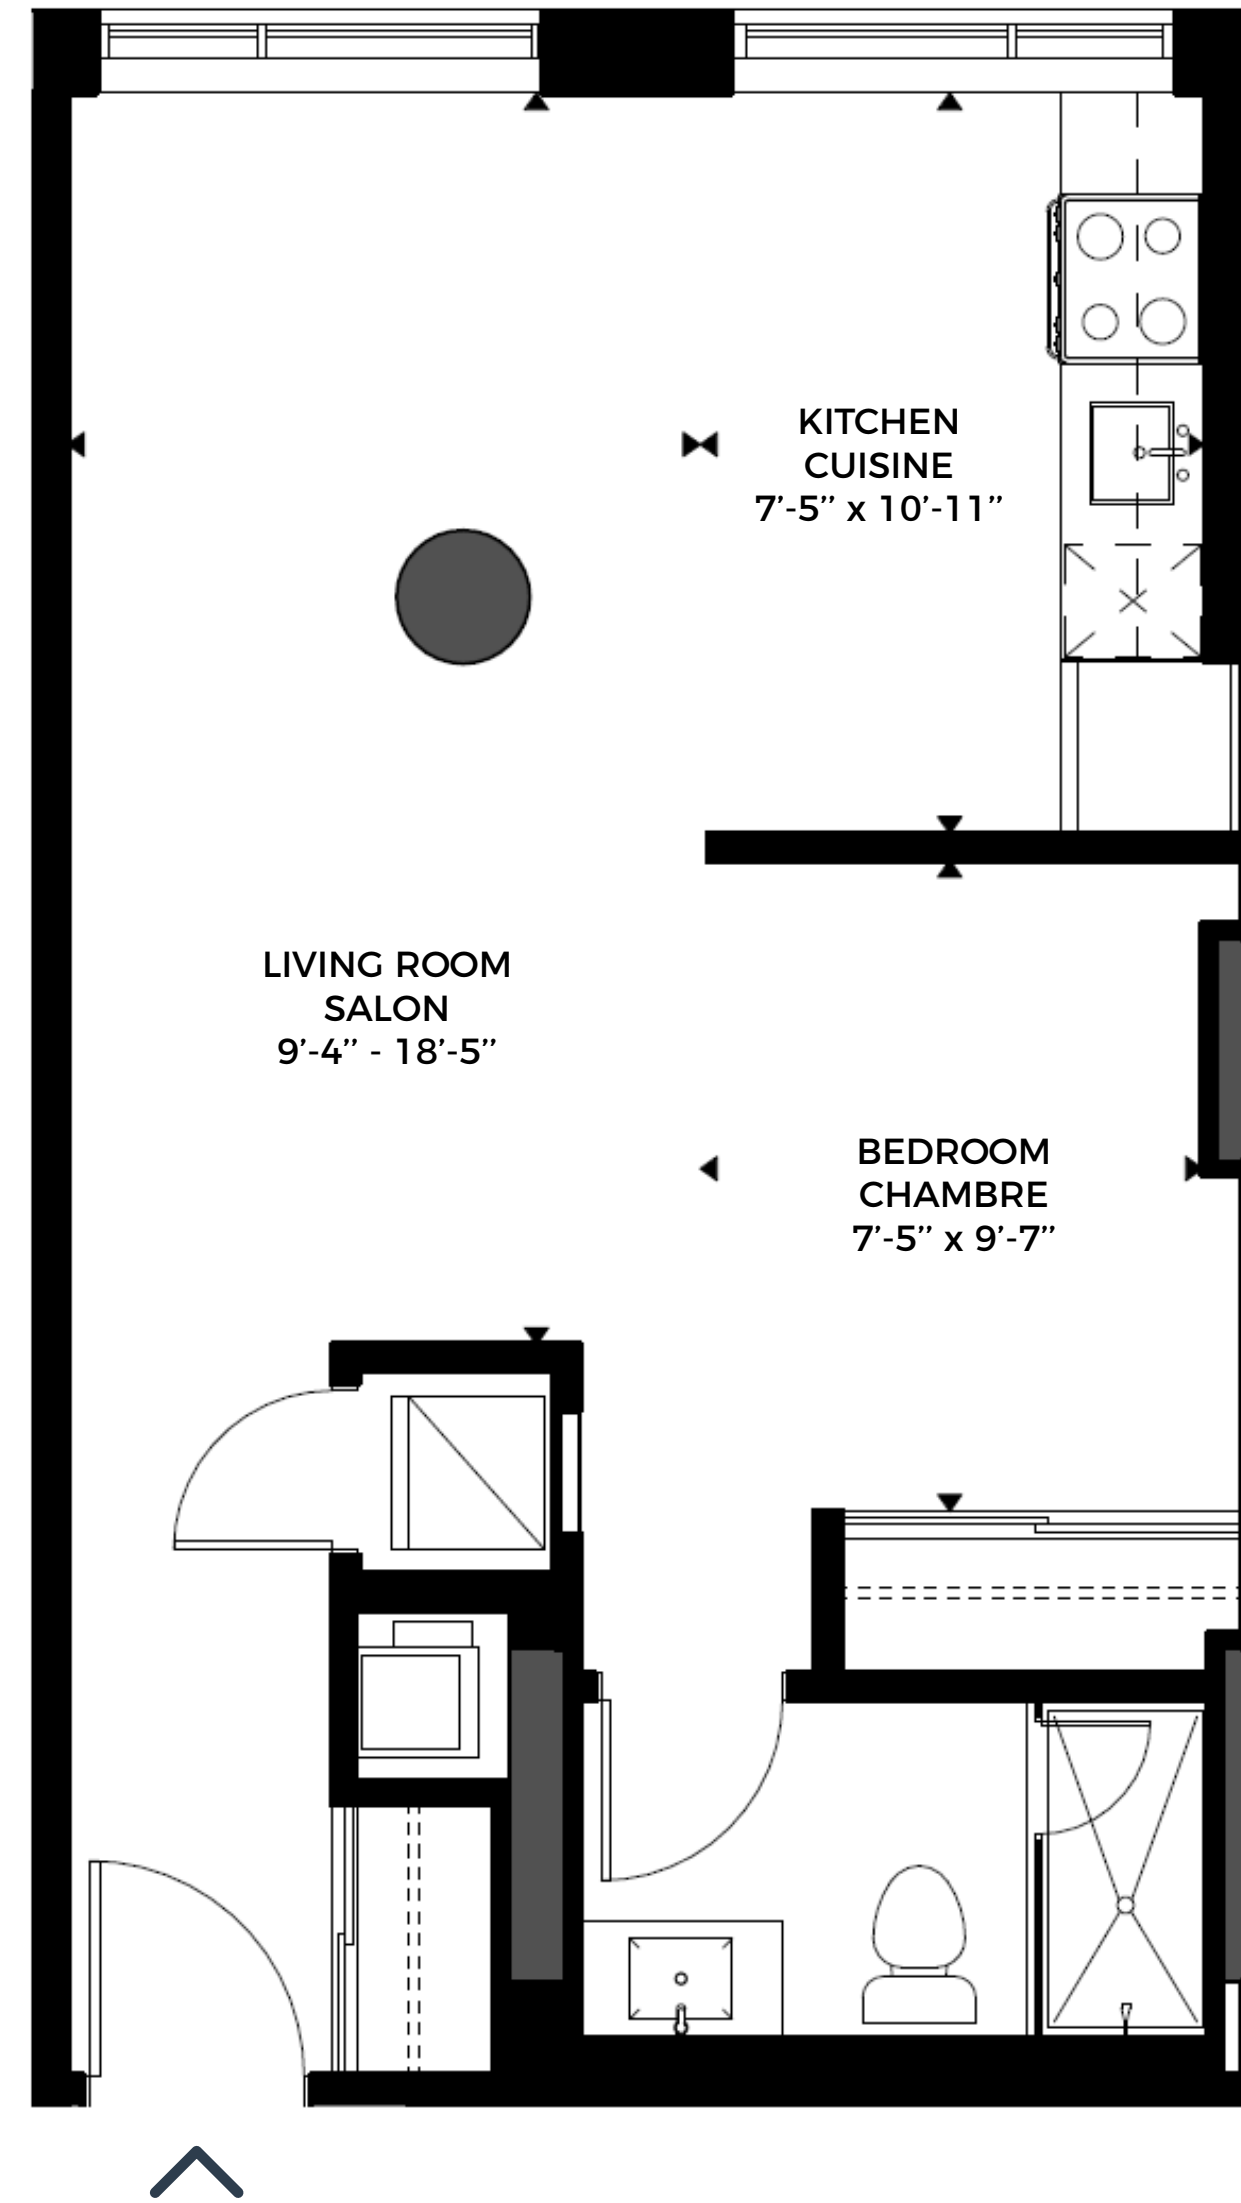 KITCHEN
CUISINE
7’-5’’ x 10’-11’’
LIVING ROOM
SALON
9’-4’’ - 18’-5’’
BEDROOM
CHAMBRE
7’-5’’ x 9’-7’’